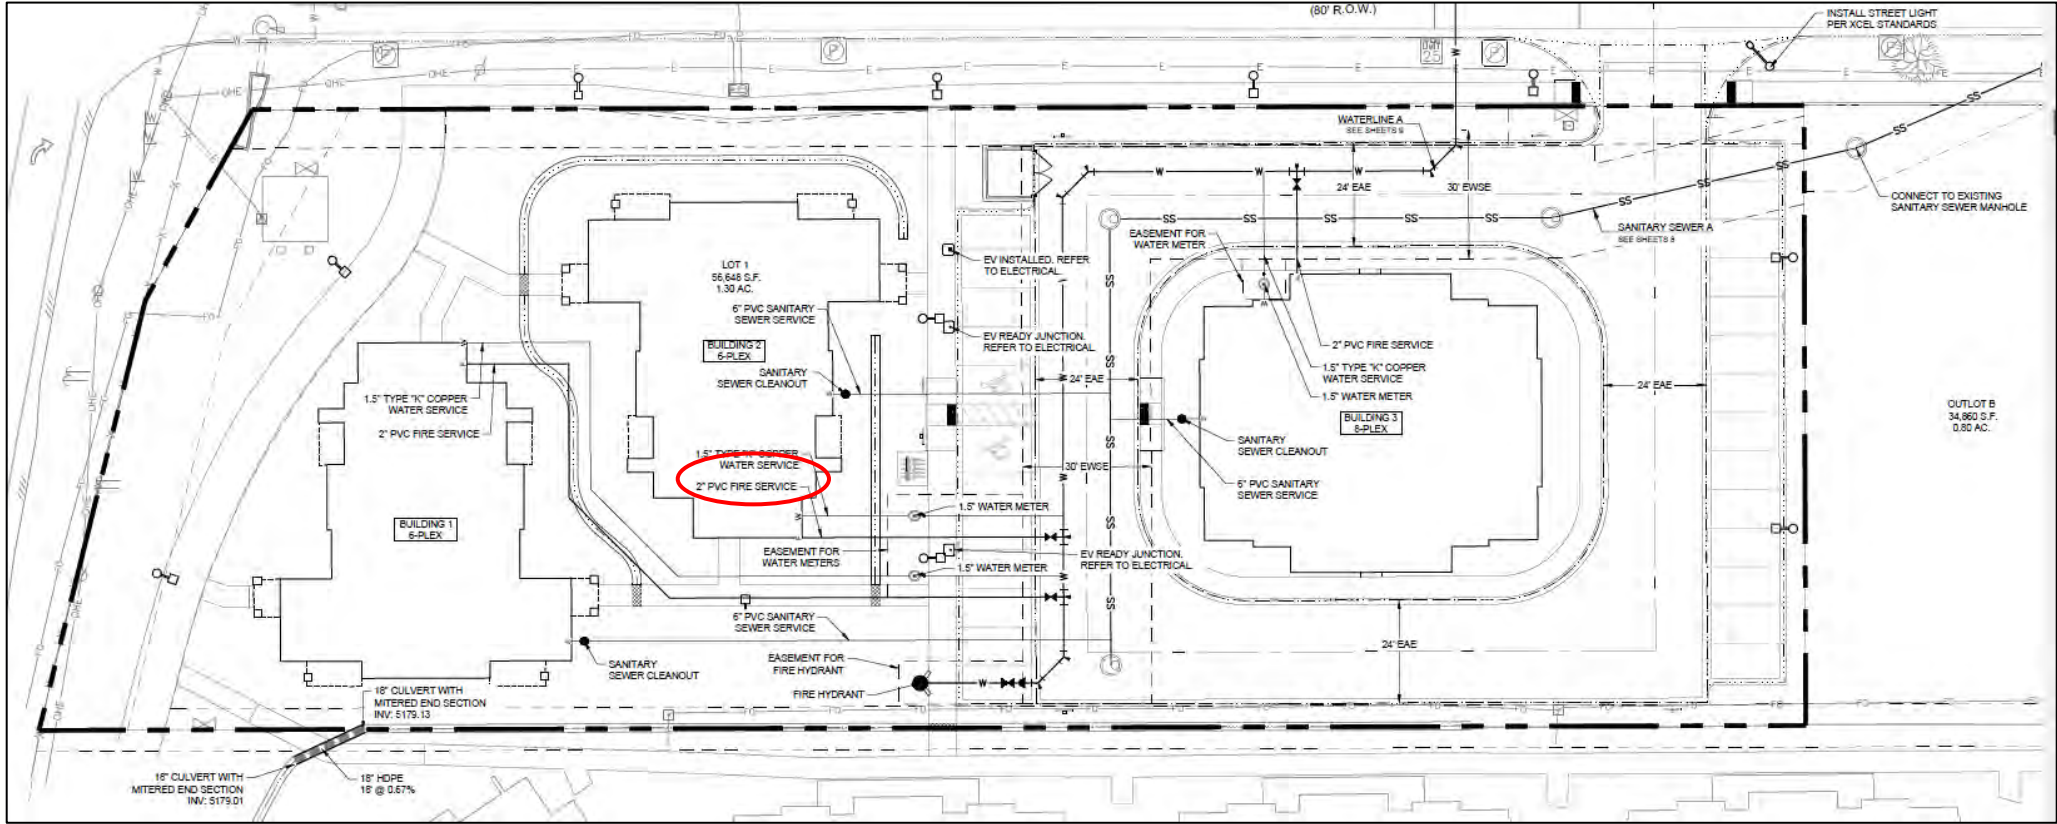 (80' R.O.W.)
INSTALL STREET LIGHT
PER XCEL STANDARDS
WATERLINE A
SEE SHEETS 9
24' EAE
30' EWSE
CONNECT TO EXISTING
SANITARY SEWER MANHOLE
SANITARY SEWER A
SEE SHEETS 8
EASEMENT FOR
WATER METER
EV INSTALLED. REFER
TO ELECTRICAL
LOT 1
56,648 S.F.
1.30 AC.
6" PVC SANITARY
SEWER SERVICE
EV READY JUNCTION.
REFER TO ELECTRICAL
BUILDING 2
6-PLEX
SANITARY
SEWER CLEANOUT
24' EAE
2" PVC FIRE SERVICE
1.5" TYPE "K" COPPER
WATER SERVICE
1.5" WATER METER
24' EAE
BUILDING 3
8-PLEX
OUTLOT B
34,860 S.F.
0.80 AC.
1.5" TYPE "K" COPPER
WATER SERVICE
2" PVC FIRE SERVICE
SANITARY
SEWER CLEANOUT
1.5" TYPE "K" COPPER
WATER SERVICE
30' EWSE
2" PVC FIRE SERVICE
6" PVC SANITARY
SEWER SERVICE
1.5" WATER METER
BUILDING 1
6-PLEX
EASEMENT FOR
WATER METERS
EV READY JUNCTION.
REFER TO ELECTRICAL
1.5" WATER METER
6" PVC SANITARY
SEWER SERVICE
24' EAE
SANITARY
SEWER CLEANOUT
EASEMENT FOR
FIRE HYDRANT
FIRE HYDRANT
18" CULVERT WITH
MITERED END SECTION
INV: 5179.13
18" CULVERT WITH
MITERED END SECTION
INV: 5179.01
18" HDPE
18' @ 0.67%